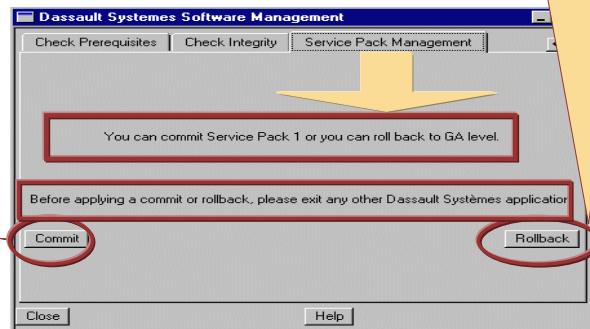 Dassault Systemes Software Management
Check Prerequisites Check Integrity Service Pack Management
You can commit Service Pack 1 or you can roll back to GA level.
Before applying a commit or rollback, please exit any other Dassault Systèmes application
Commit Rollback
Close Help